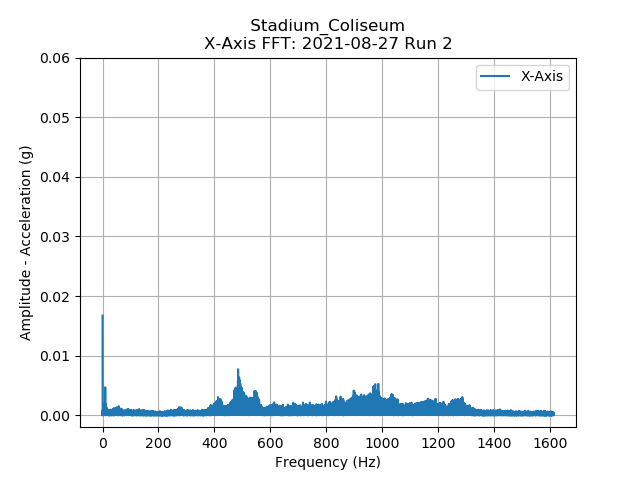 Stadium_Coliseum
X-Axis FFT: 2021-08-27 Run 2
X-Axis
0.06
0.05
0.04
0.03
0.02
0.01
0.00
Amplitude - Acceleration (g)
0 200 400 600 800 1000 1200 1400 1600
Frequency (Hz)